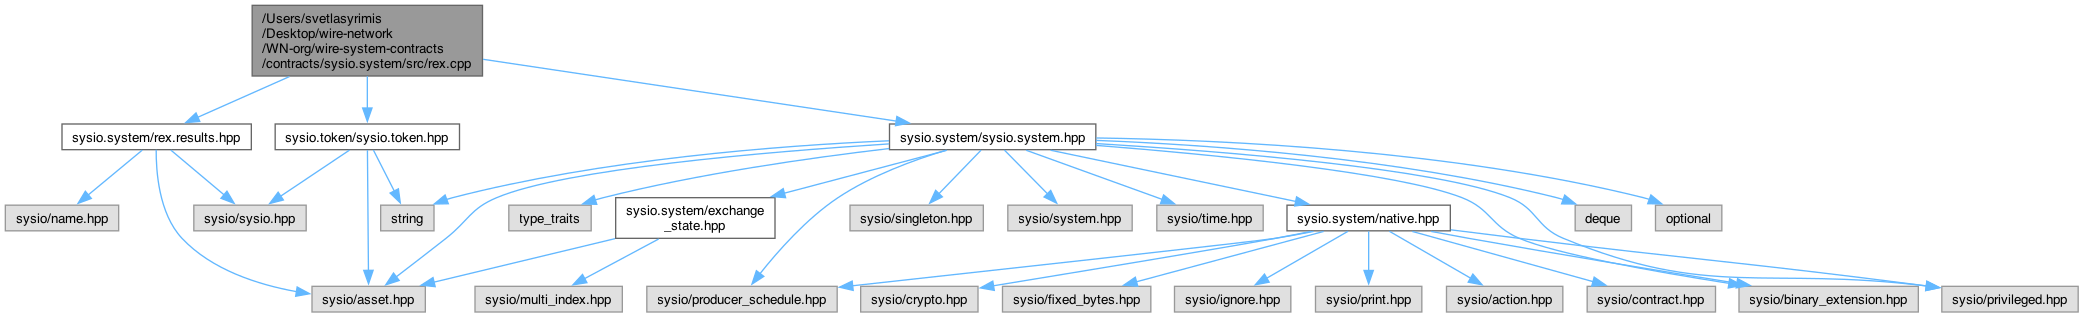 /Users/svetlasyrimis
/Desktop/wire-network
/WN-org/wire-system-contracts
/contracts/sysio.system/src/rex.cpp
sysio.system/rex.results.hpp
sysio.token/sysio.token.hpp
sysio.system/sysio.system.hpp
sysio/name.hpp
sysio/sysio.hpp
string
type_traits
sysio.system/exchange
_state.hpp
sysio/singleton.hpp
sysio/system.hpp
sysio/time.hpp
sysio.system/native.hpp
deque
optional
sysio/asset.hpp
sysio/multi_index.hpp
sysio/producer_schedule.hpp
sysio/crypto.hpp
sysio/fixed_bytes.hpp
sysio/ignore.hpp
sysio/print.hpp
sysio/action.hpp
sysio/contract.hpp
sysio/binary_extension.hpp
sysio/privileged.hpp